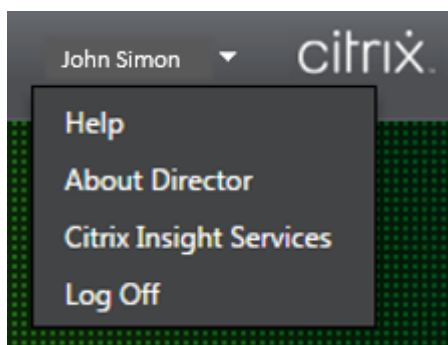 John Simon
citrix
Help
About Director
Citrix Insight Services
Log Off